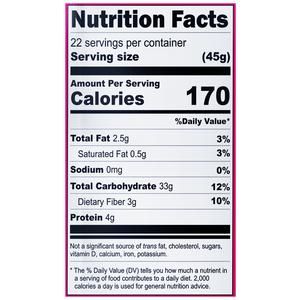 Nutrition Facts
22 servings per container
Serving size (45g)
Amount Per Serving
Calories 170
%Daily Value*
Total Fat 2.5g 3%
Saturated Fat 0.5g 3%
Sodium 0mg 0%
Total Carbohydrate 33g 12%
Dietary Fiber 3g 10%
Protein 4g
Not a significant source of trans fat, cholesterol, sugars,
vitamin D, calcium, iron, potassium.
* The % Daily Value (DV) tells you how much a nutrient in
a serving of food contributes to a daily diet. 2,000
calories a day is used for general nutrition advice.